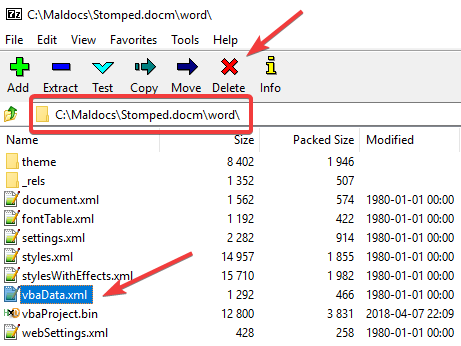 7z C:\Maldocs\Stomped.docm\word\
File Edit View Favorites Tools Help
Add Extract Test Copy Move Delete Info
C:\Maldocs\Stomped.docm\word\
Name Size Packed Size Modified
theme 8 402 1 946
_rels 1 352 507
document.xml 1 562 574 1980-01-01 00:00
fontTable.xml 1 192 422 1980-01-01 00:00
settings.xml 2 282 914 1980-01-01 00:00
styles.xml 14 957 1 855 1980-01-01 00:00
stylesWithEffects.xml 15 710 1 982 1980-01-01 00:00
vbaData.xml 1 292 466 1980-01-01 00:00
vbaProject.bin 12 800 3 831 2018-04-07 22:09
webSettings.xml 428 258 1980-01-01 00:00